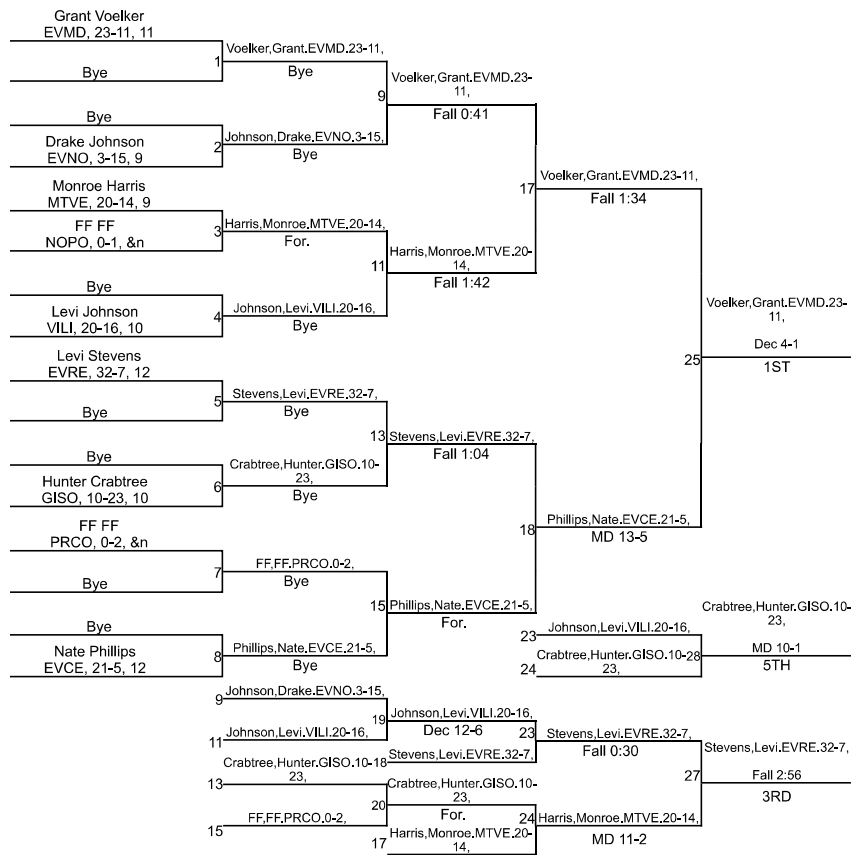 Grant Voelker
EVMD, 23-11, 11
1
Voelker,Grant.EVMD.23-11,
Bye
Bye
9
Voelker,Grant.EVMD.23-
11,
Fall 0:41
Bye
Drake Johnson
EVNO, 3-15, 9
2
Johnson,Drake.EVNO.3-15,
Bye
17
Voelker,Grant.EVMD.23-11,
Fall 1:34
Monroe Harris
MTVE, 20-14, 9
FF FF
NOPO, 0-1, &n
3
Harris,Monroe.MTVE.20-14,
For.
11
Harris,Monroe.MTVE.20-
14,
Fall 1:42
Bye
Levi Johnson
VILI, 20-16, 10
4
Johnson,Levi.VILI.20-16,
Bye
25
Voelker,Grant.EVMD.23-
11,
Dec 4-1
1ST
Levi Stevens
EVRE, 32-7, 12
5
Stevens,Levi.EVRE.32-7,
Bye
Bye
13
Stevens,Levi.EVRE.32-7,
Fall 1:04
Bye
Hunter Crabtree
GISO, 10-23, 10
6
Crabtree,Hunter.GISO.10-
23,
Bye
18
Phillips,Nate.EVCE.21-5,
MD 13-5
FF FF
PRCO, 0-2, &n
7
FF,FF.PRCO.0-2,
Bye
Bye
15
Phillips,Nate.EVCE.21-5,
For.
Bye
Nate Phillips
EVCE, 21-5, 12
8
Phillips,Nate.EVCE.21-5,
Bye
23
Johnson,Levi.VILI.20-16,
24
Crabtree,Hunter.GISO.10-
23,
28
Crabtree,Hunter.GISO.10-
23,
MD 10-1
5TH
9
Johnson,Drake.EVNO.3-15,
11
Johnson,Levi.VILI.20-16,
19
Johnson,Levi.VILI.20-16,
Dec 12-6
18
Stevens,Levi.EVRE.32-7,
23
Stevens,Levi.EVRE.32-7,
Fall 0:30
13
Crabtree,Hunter.GISO.10-
23,
15
FF,FF.PRCO.0-2,
20
Crabtree,Hunter.GISO.10-
23,
For.
17
Harris,Monroe.MTVE.20-
14,
24
Harris,Monroe.MTVE.20-14,
MD 11-2
27
Stevens,Levi.EVRE.32-7,
Fall 2:56
3RD